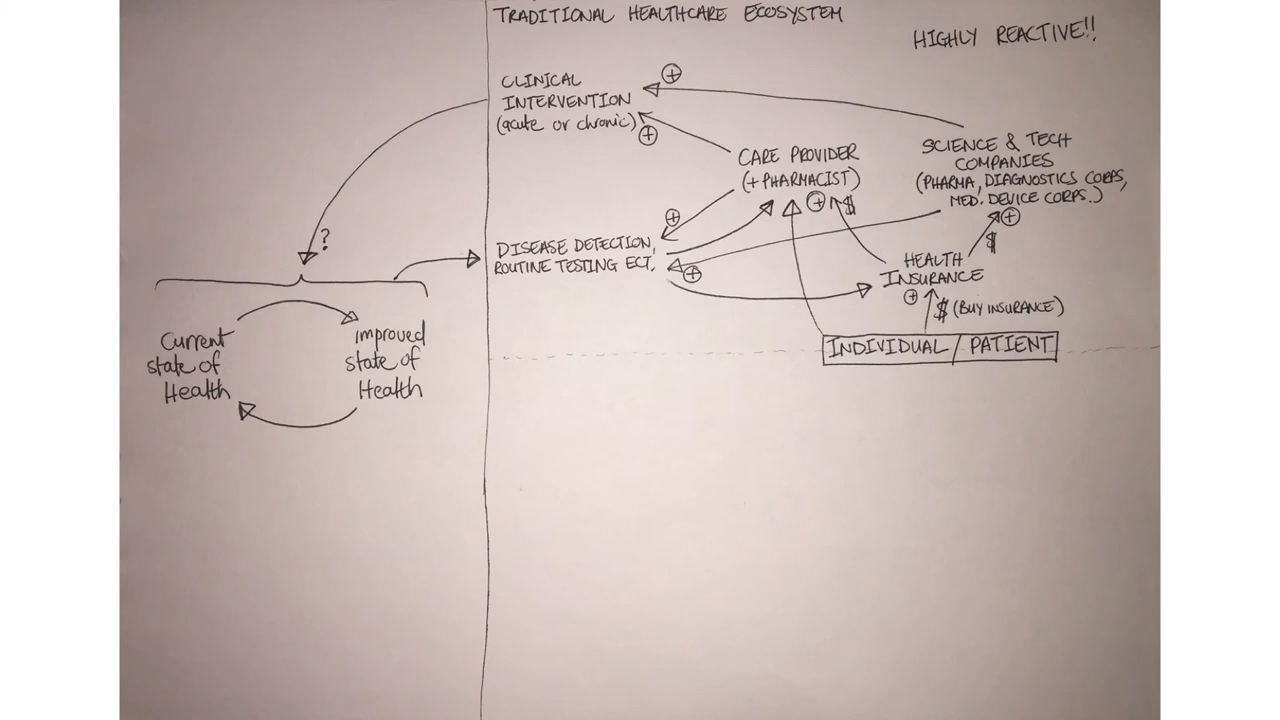 TRADITIONAL HEALTHCARE ECOSYSTEM
HIGHLY REACTIVE!!
CLINICAL
INTERVENTION
(acute or chronic)
+
+
CARE PROVIDER
(+ PHARMACIST)
+ $
SCIENCE & TECH
COMPANIES
(PHARMA, DIAGNOSTICS CORPS,
MED. DEVICE CORPS.)
+
$
+
DISEASE DETECTION,
ROUTINE TESTING ECT.
+
HEALTH
INSURANCE
+
$ (BUY INSURANCE)
INDIVIDUAL / PATIENT
?
Current
state of
Health
improved
state of
Health